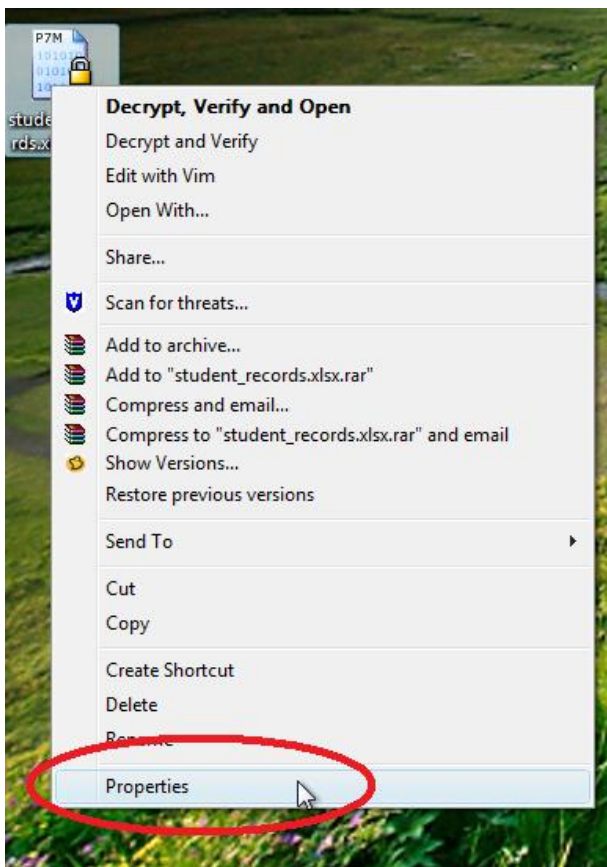 P7M
Decrypt, Verify and Open
Decrypt and Verify
Edit with Vim
Open With...
Share...
Scan for threats...
Add to archive...
Add to "student_records.xlsx.rar"
Compress and email...
Compress to "student_records.xlsx.rar" and email
Show Versions...
Restore previous versions
Send To
Cut
Copy
Create Shortcut
Delete
Rename
Properties